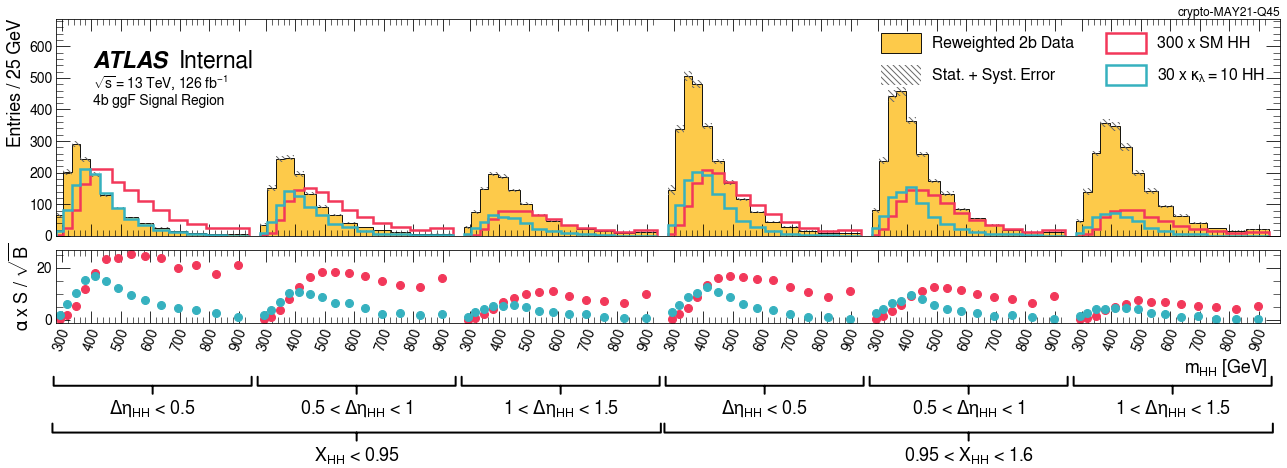 crypto-MAY21-Q45
Entries / 25 GeV
600
500
400
300
200
100
0
ATLAS Internal
√s = 13 TeV, 126 fb⁻¹
4b ggF Signal Region
Reweighted 2b Data
300 x SM HH
Stat. + Syst. Error
30 x κλ = 10 HH
α x S / √B
20
0
300 400 500 600 700 800 900 300 400 500 600 700 800 900 300 400 500 600 700 800 900 300 400 500 600 700 800 900 300 400 500 600 700 800 900 300 400 500 600 700 800 900
mHH [GeV]
ΔηHH < 0.5 0.5 < ΔηHH < 1 1 < ΔηHH < 1.5 ΔηHH < 0.5 0.5 < ΔηHH < 1 1 < ΔηHH < 1.5
XHH < 0.95 0.95 < XHH < 1.6